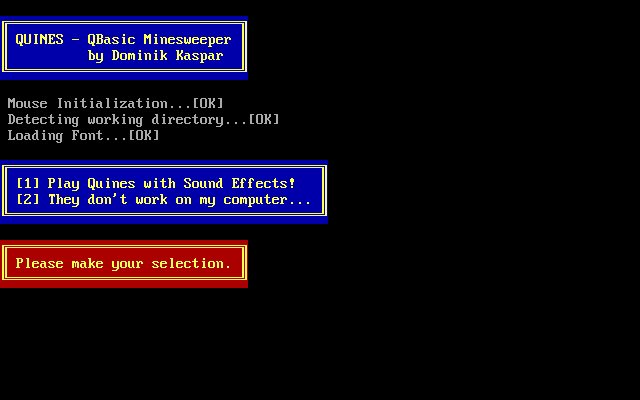 QUINES - QBasic Minesweeper
by Dominik Kaspar
Mouse Initialization...[OK]
Detecting working directory...[OK]
Loading Font...[OK]
[1] Play Quines with Sound Effects!
[2] They don't work on my computer...
Please make your selection.